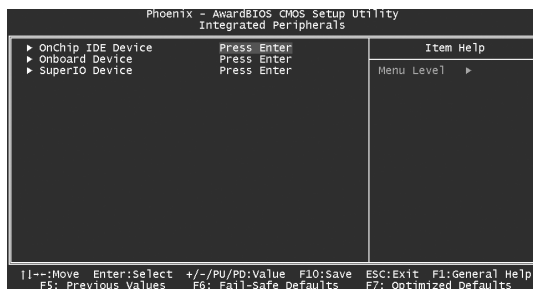 Phoenix - AwardBIOS CMOS Setup Utility
Integrated Peripherals
▶ OnChip IDE Device Press Enter
▶ Onboard Device Press Enter
▶ SuperIO Device Press Enter
Item Help
Menu Level ▶
↑↓→←:Move Enter:Select +/-/PU/PD:Value F10:Save ESC:Exit F1:General Help
F5: Previous Values F6: Fail-Safe Defaults F7: Optimized Defaults